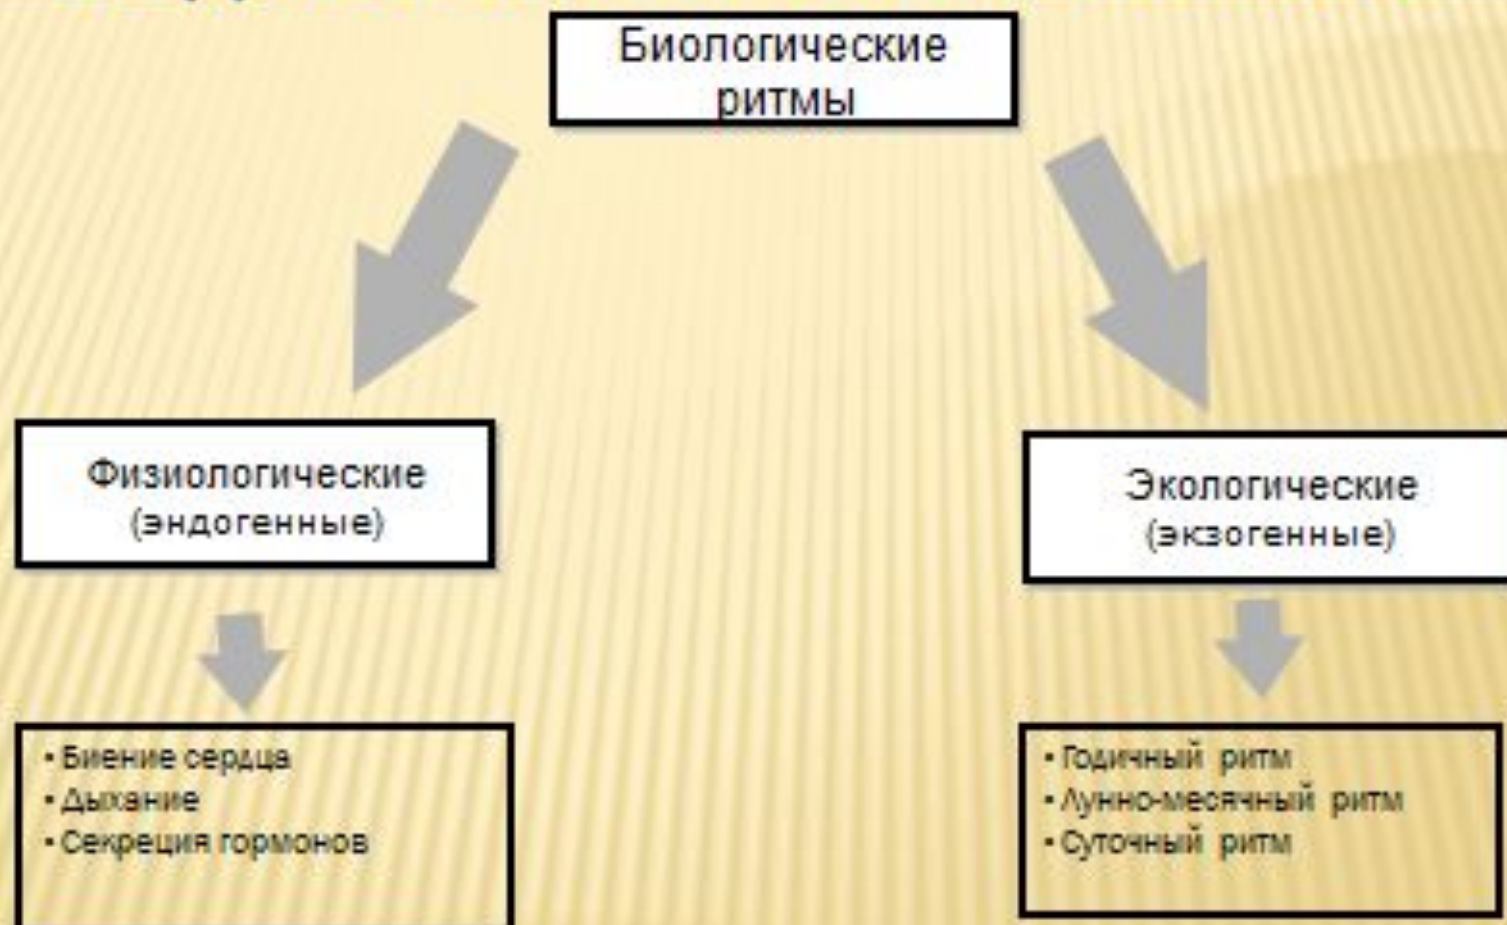 Биологические
ритмы
Физиологические
(эндогенные)
Экологические
(экзогенные)
▪ Биение сердца
▪ Дыхание
▪ Секреция гормонов
▪ Годичный ритм
▪ Лунно-месячный ритм
▪ Суточный ритм